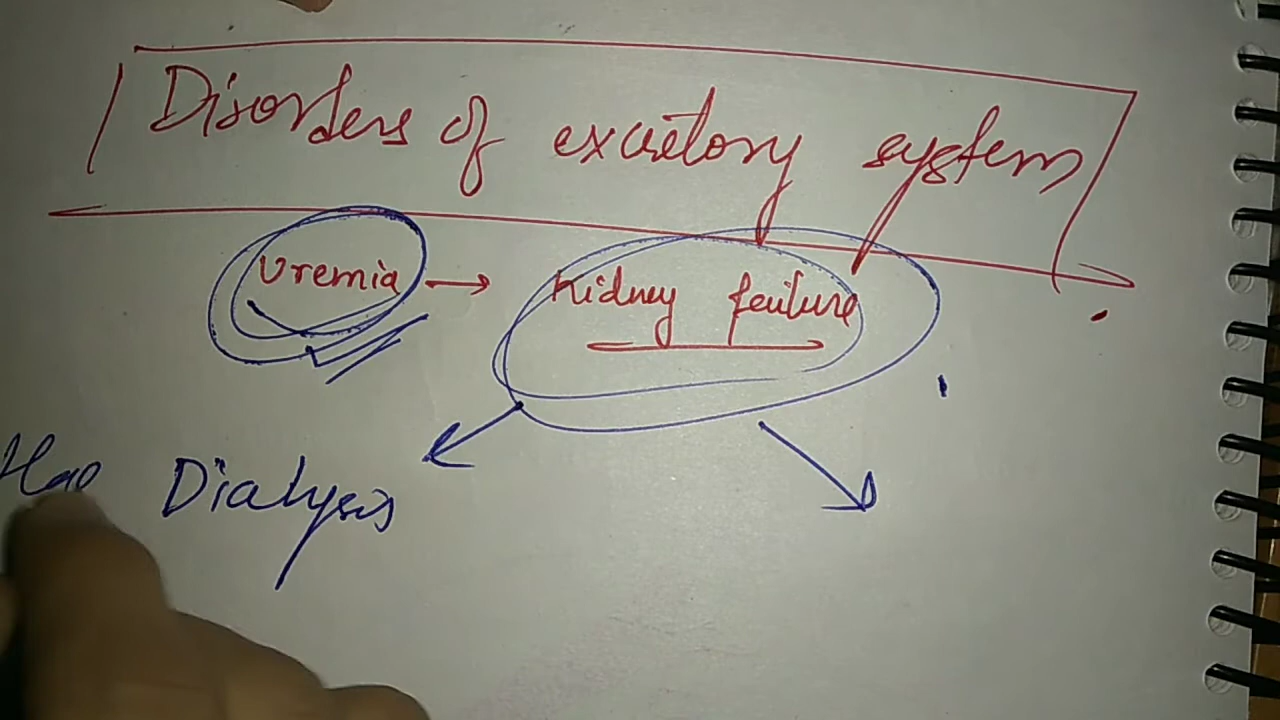 Disorders of excretory system
Uremia → Kidney failure
Dialysis